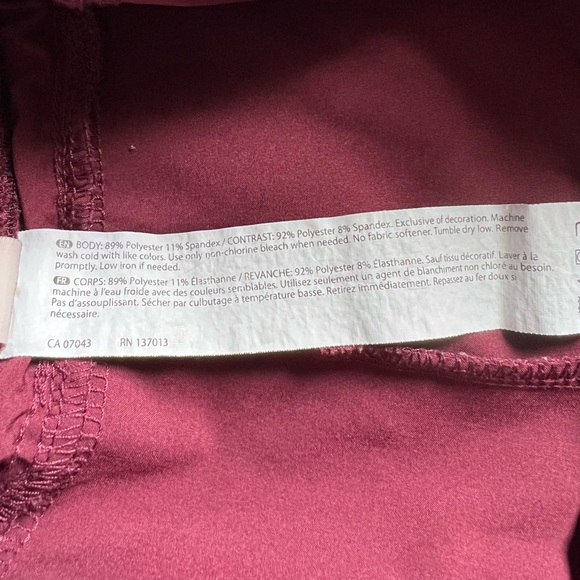 EN BODY: 89% Polyester 11% Spandex / CONTRAST: 92% Polyester 8% Spandex. Exclusive of decoration. Machine
wash cold with like colors. Use only non-chlorine bleach when needed. No fabric softener. Tumble dry low. Remove
promptly. Low iron if needed.
FR CORPS: 89% Polyester 11% Élasthanne / REVANCHE: 92% Polyester 8% Élasthanne. Sauf tissu décoratif. Laver à la
machine à l'eau froide avec des couleurs semblables. Utilisez seulement un agent de blanchiment non chloré au besoin.
Pas d'assouplissant. Sécher par culbutage à température basse. Retirez immédiatement. Repassez au fer doux si
nécessaire.
CA 07043 RN 137013